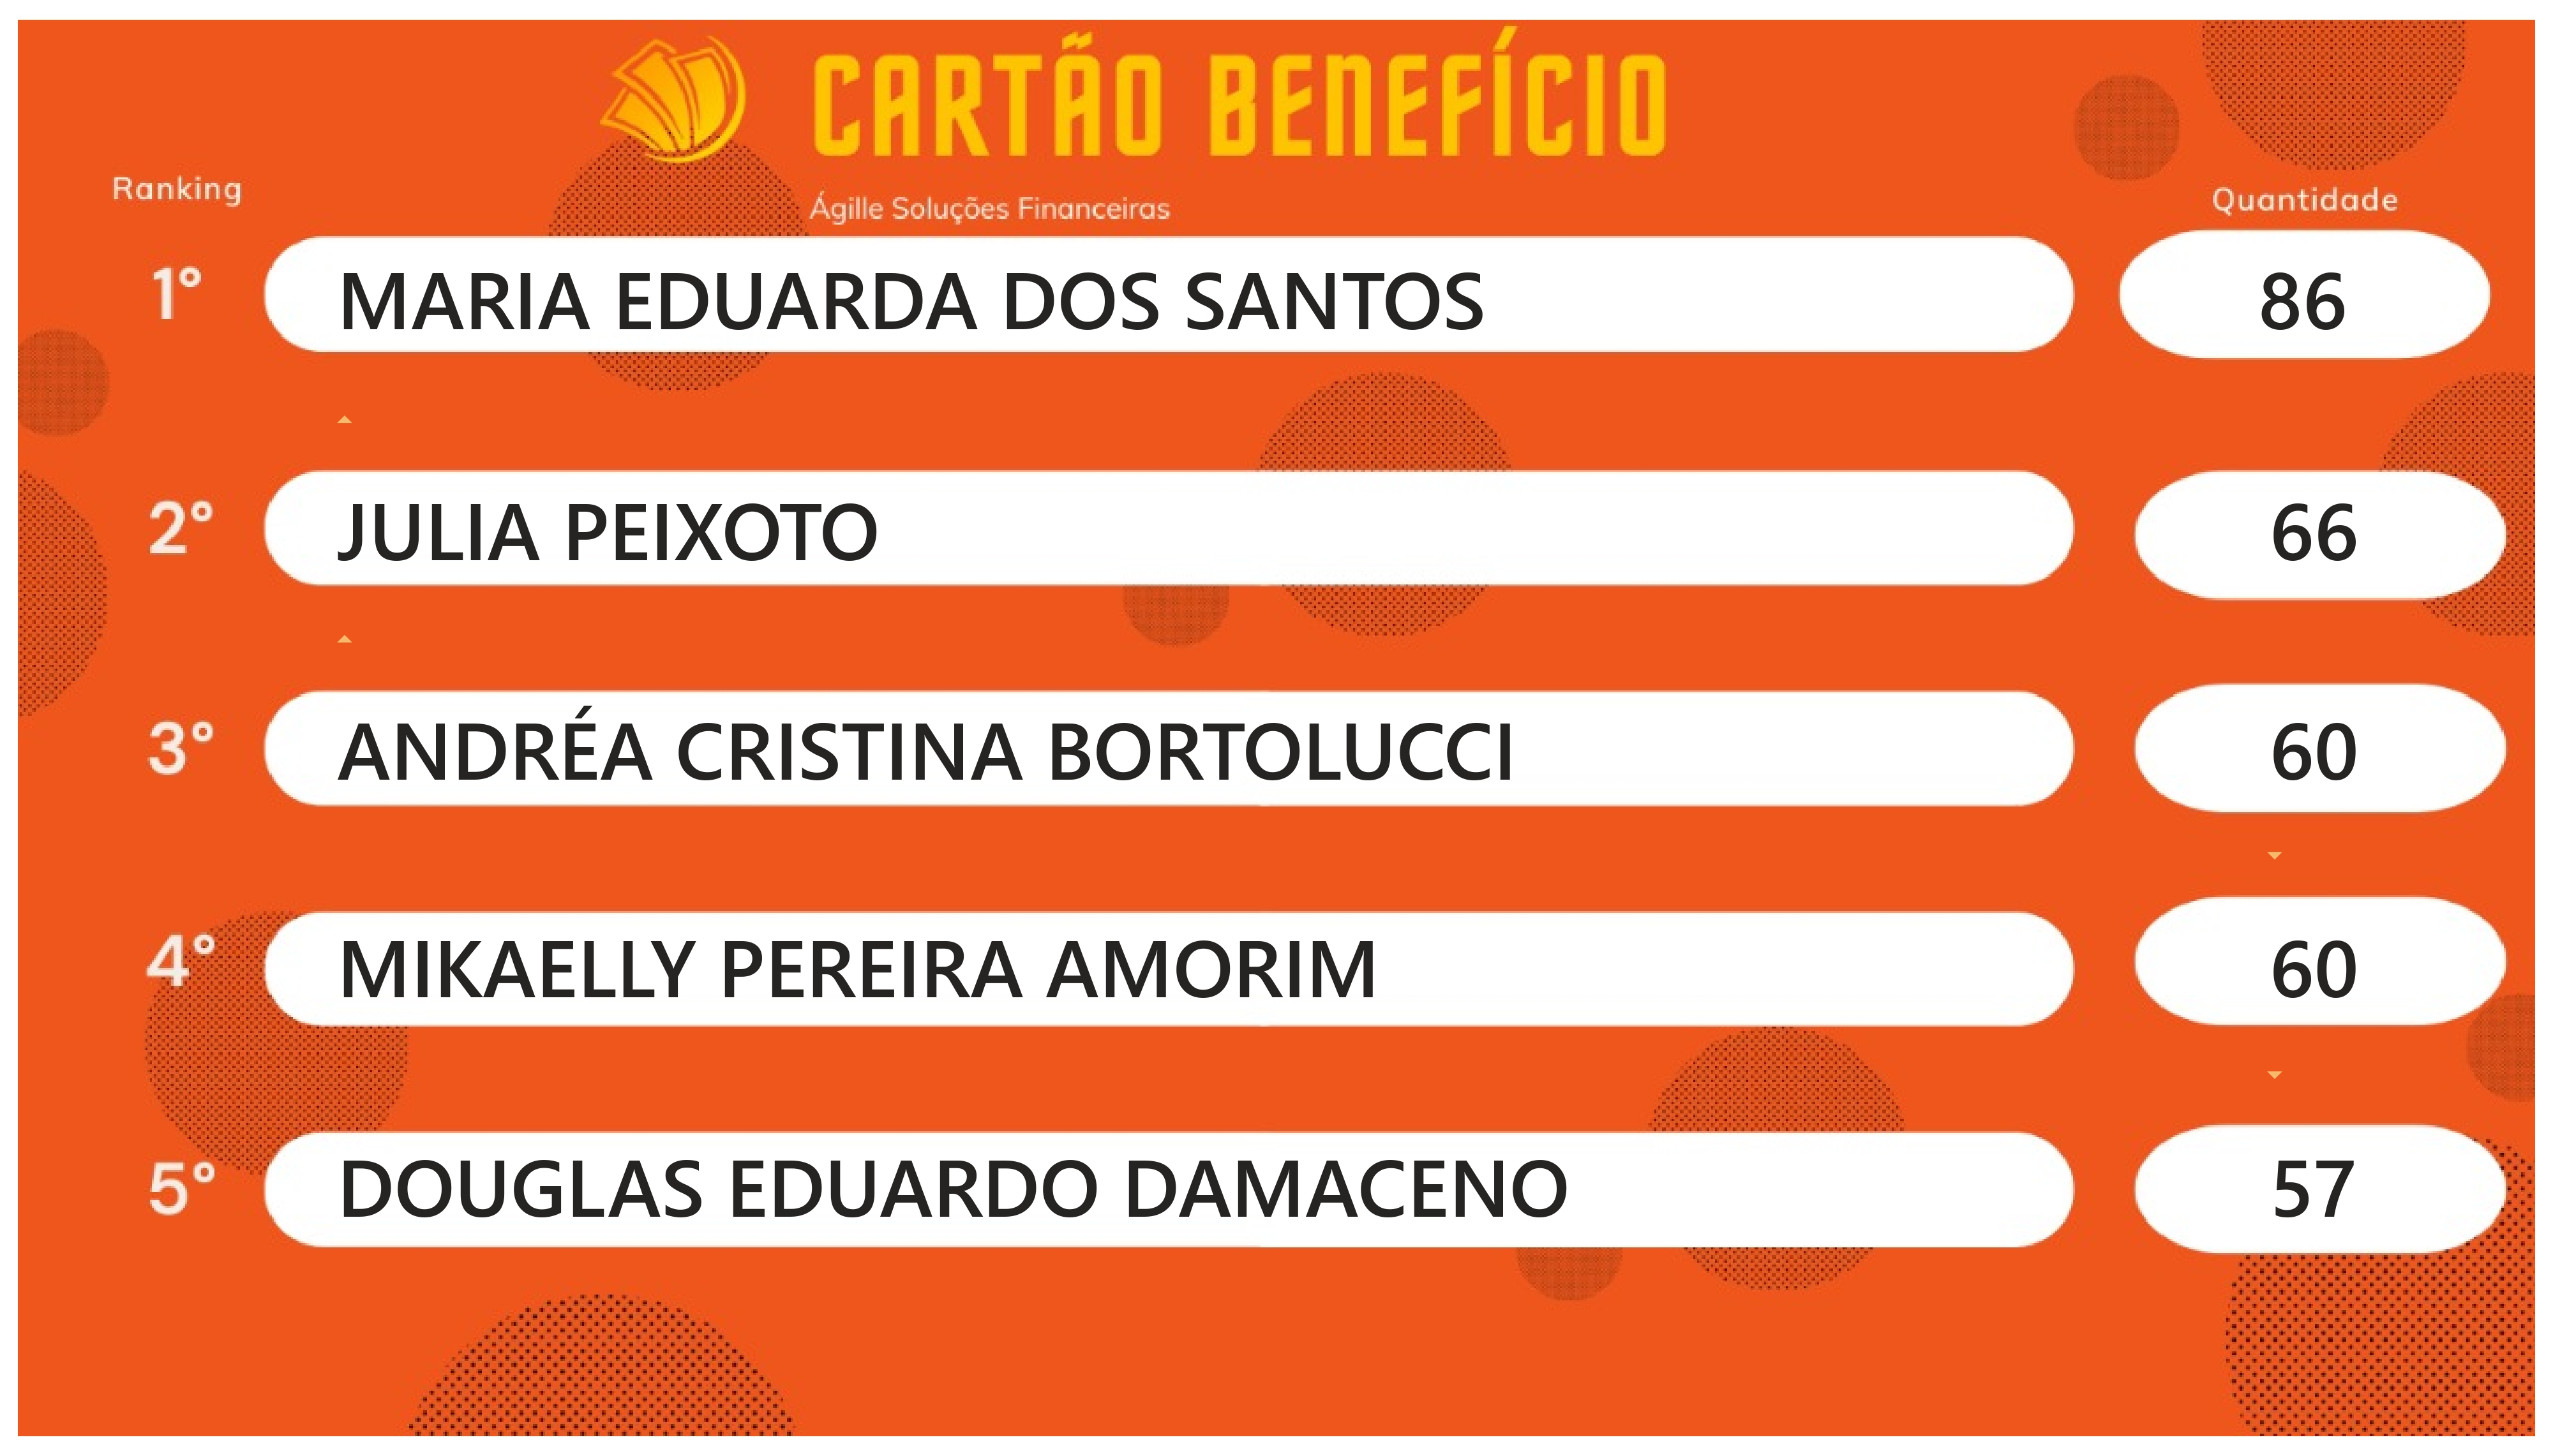 CARTÃO BENEFÍCIO
Ranking
Ágille Soluções Financeiras
Quantidade
1° MARIA EDUARDA DOS SANTOS 86
2° JULIA PEIXOTO 66
3° ANDRÉA CRISTINA BORTOLUCCI 60
4° MIKAELLY PEREIRA AMORIM 60
5° DOUGLAS EDUARDO DAMACENO 57